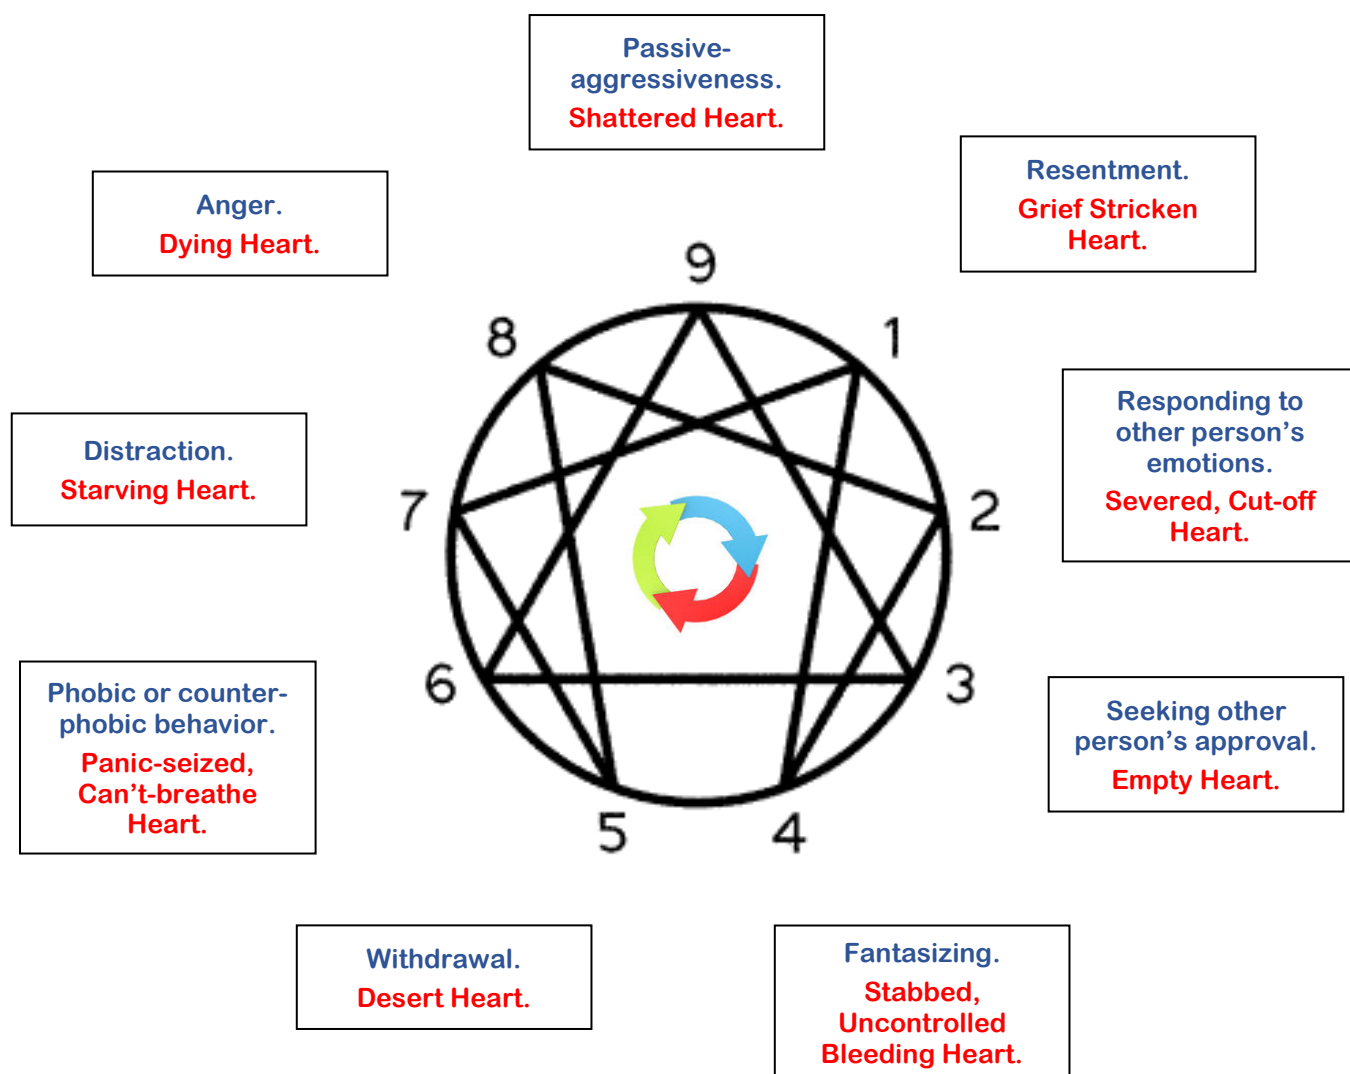 Passive-
aggressiveness.
Shattered Heart.
Resentment.
Grief Stricken
Heart.
Anger.
Dying Heart.
9
8
1
Responding to
other person’s
emotions.
Severed, Cut-off
Heart.
Distraction.
Starving Heart.
7
2
Phobic or counter-
phobic behavior.
Panic-seized,
Can’t-breathe
Heart.
6
3
Seeking other
person’s approval.
Empty Heart.
5
4
Withdrawal.
Desert Heart.
Fantasizing.
Stabbed,
Uncontrolled
Bleeding Heart.